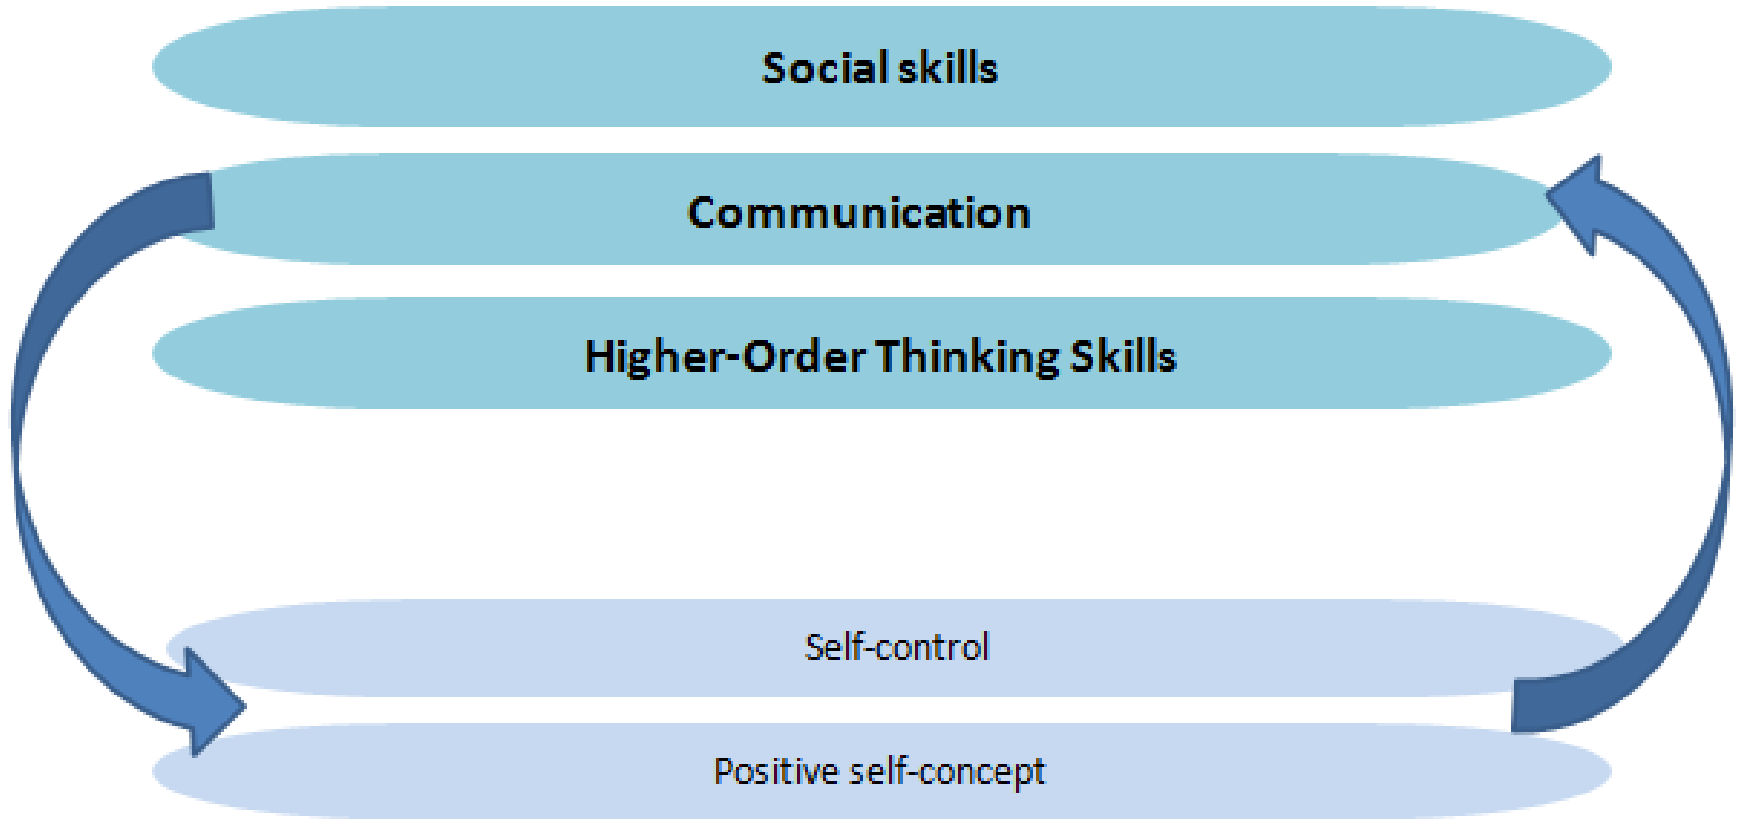 Social skills
Communication
Higher-Order Thinking Skills
Self-control
Positive self-concept